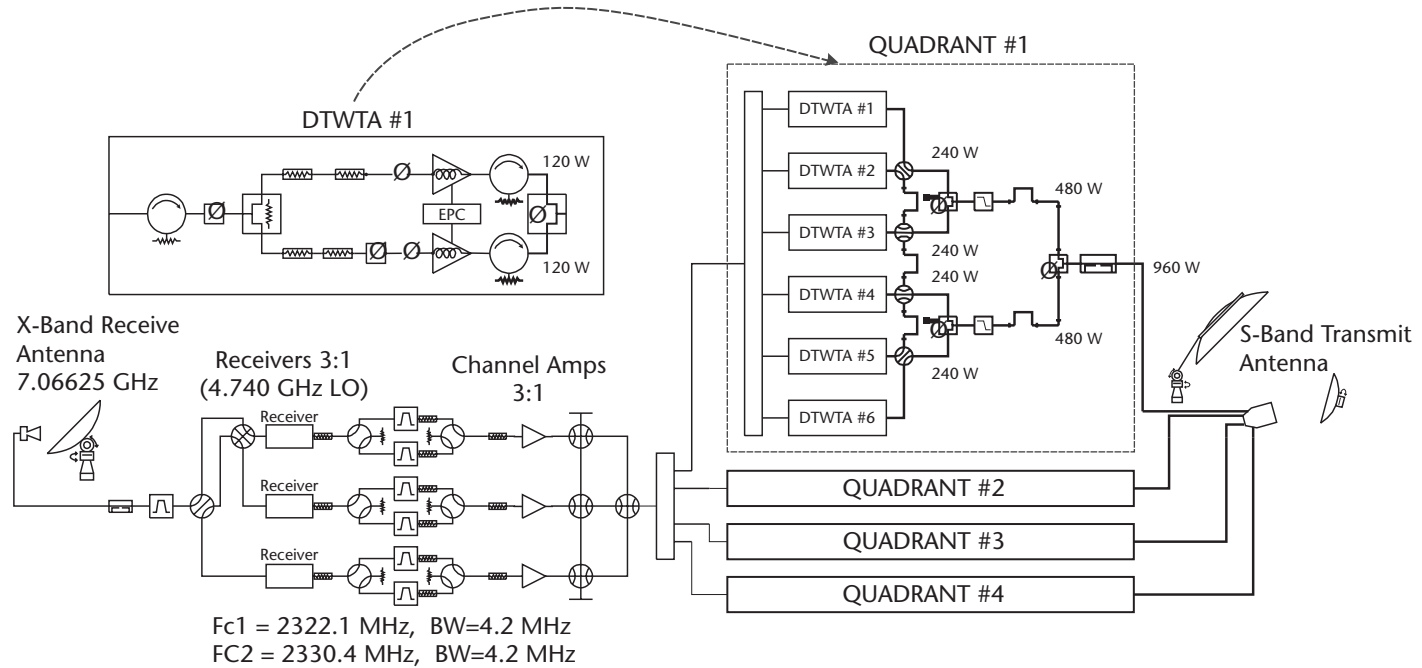 QUADRANT #1
DTWTA #1
120 W
EPC
120 W
DTWTA #1
DTWTA #2
DTWTA #3
DTWTA #4
DTWTA #5
DTWTA #6
240 W
240 W
240 W
240 W
480 W
480 W
960 W
X-Band Receive
Antenna
7.06625 GHz
Receivers 3:1
(4.740 GHz LO)
Channel Amps
3:1
Receiver
Receiver
Receiver
S-Band Transmit
Antenna
QUADRANT #2
QUADRANT #3
QUADRANT #4
Fc1 = 2322.1 MHz, BW=4.2 MHz
FC2 = 2330.4 MHz, BW=4.2 MHz